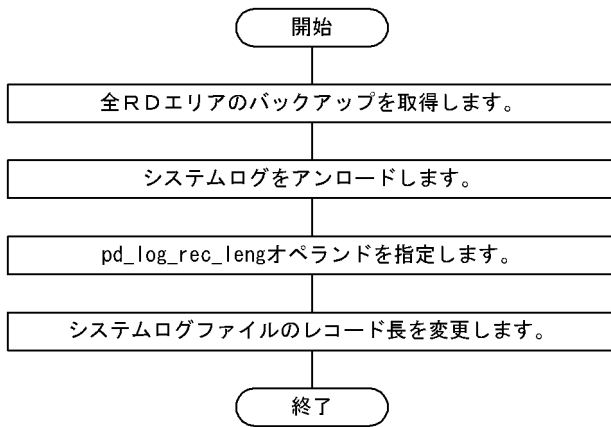 開始
全ＲＤエリアのバックアップを取得します。
システムログをアンロードします。
pd_log_rec_lengオペランドを指定します。
システムログファイルのレコード長を変更します。
終了